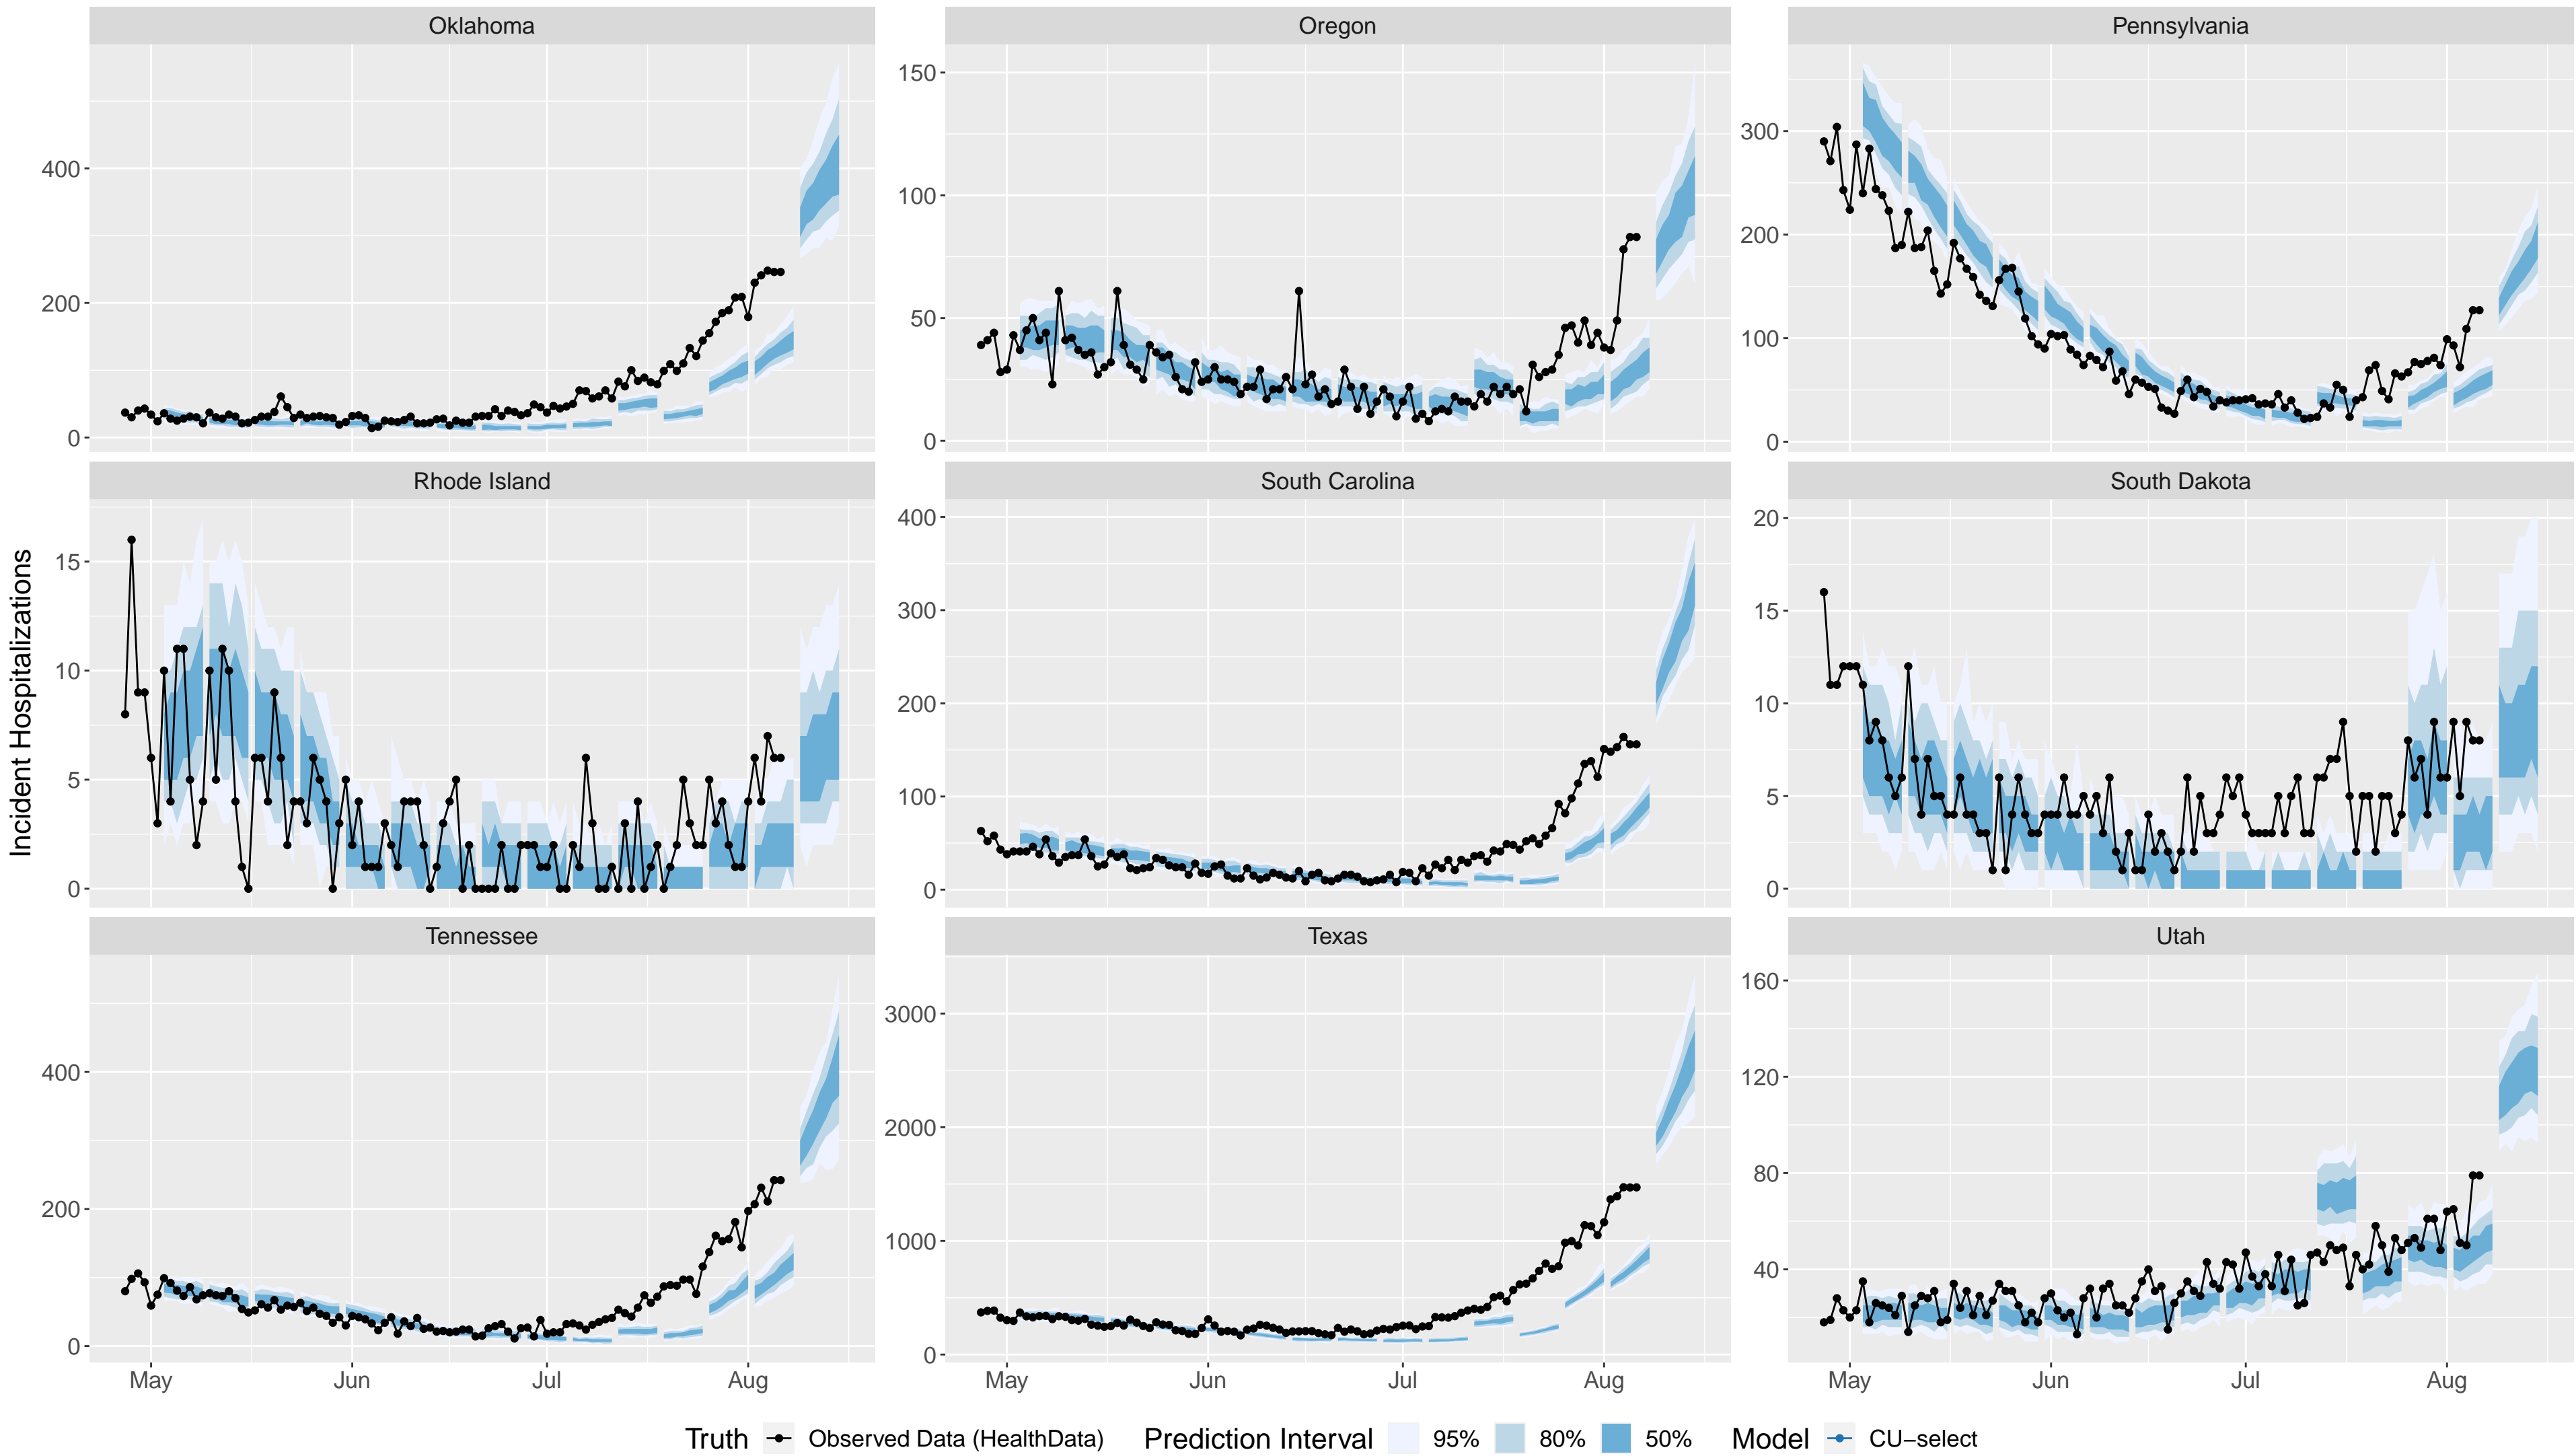 Oklahoma
Oregon
Pennsylvania
400
200
0
150
100
50
0
300
200
100
0
Rhode Island
South Carolina
South Dakota
Incident Hospitalizations
15
10
5
0
400
300
200
100
0
20
15
10
5
0
Tennessee
Texas
Utah
400
200
0
3000
2000
1000
0
160
120
80
40
May Jun Jul Aug
May Jun Jul Aug
May Jun Jul Aug
Truth Observed Data (HealthData) Prediction Interval 95% 80% 50% Model CU−select